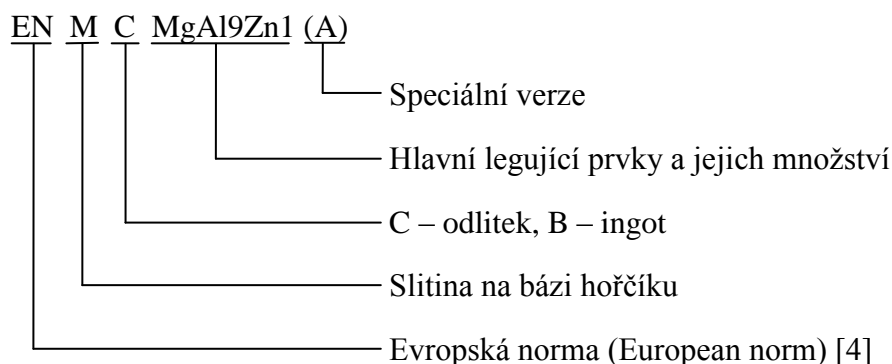 EN M C MgAl9Zn1 (A)
Speciální verze
Hlavní legující prvky a jejich množství
C – odlitek, B – ingot
Slitina na bázi hořčíku
Evropská norma (European norm) [4]